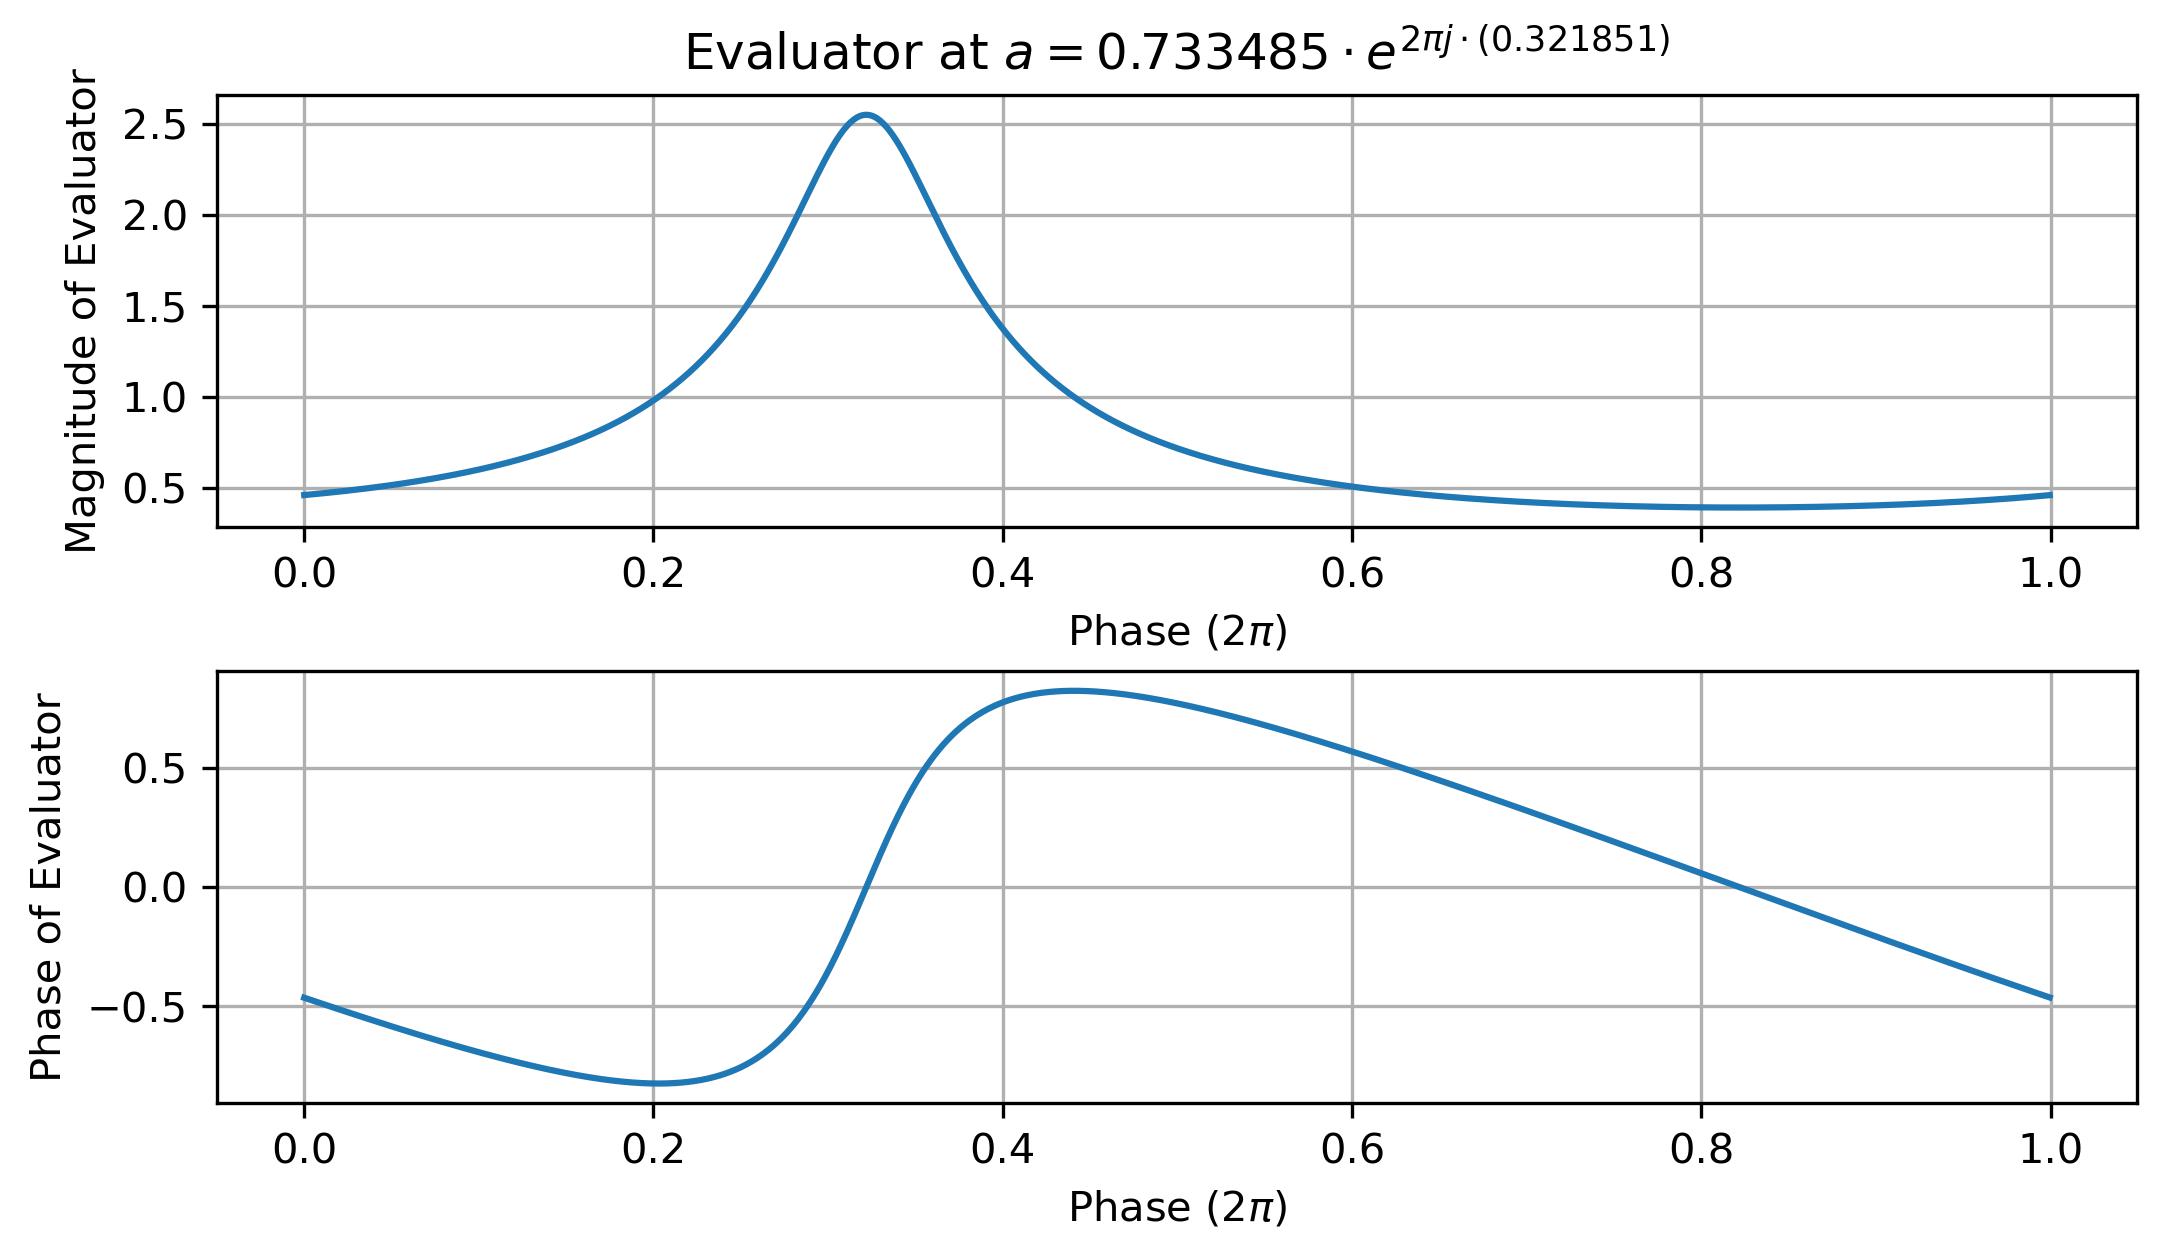 Evaluator at a = 0.733485 · e^{2πj · (0.321851)}
Magnitude of Evaluator
2.5
2.0
1.5
1.0
0.5
0.0 0.2 0.4 0.6 0.8 1.0
Phase (2π)
Phase of Evaluator
0.5
0.0
−0.5
0.0 0.2 0.4 0.6 0.8 1.0
Phase (2π)